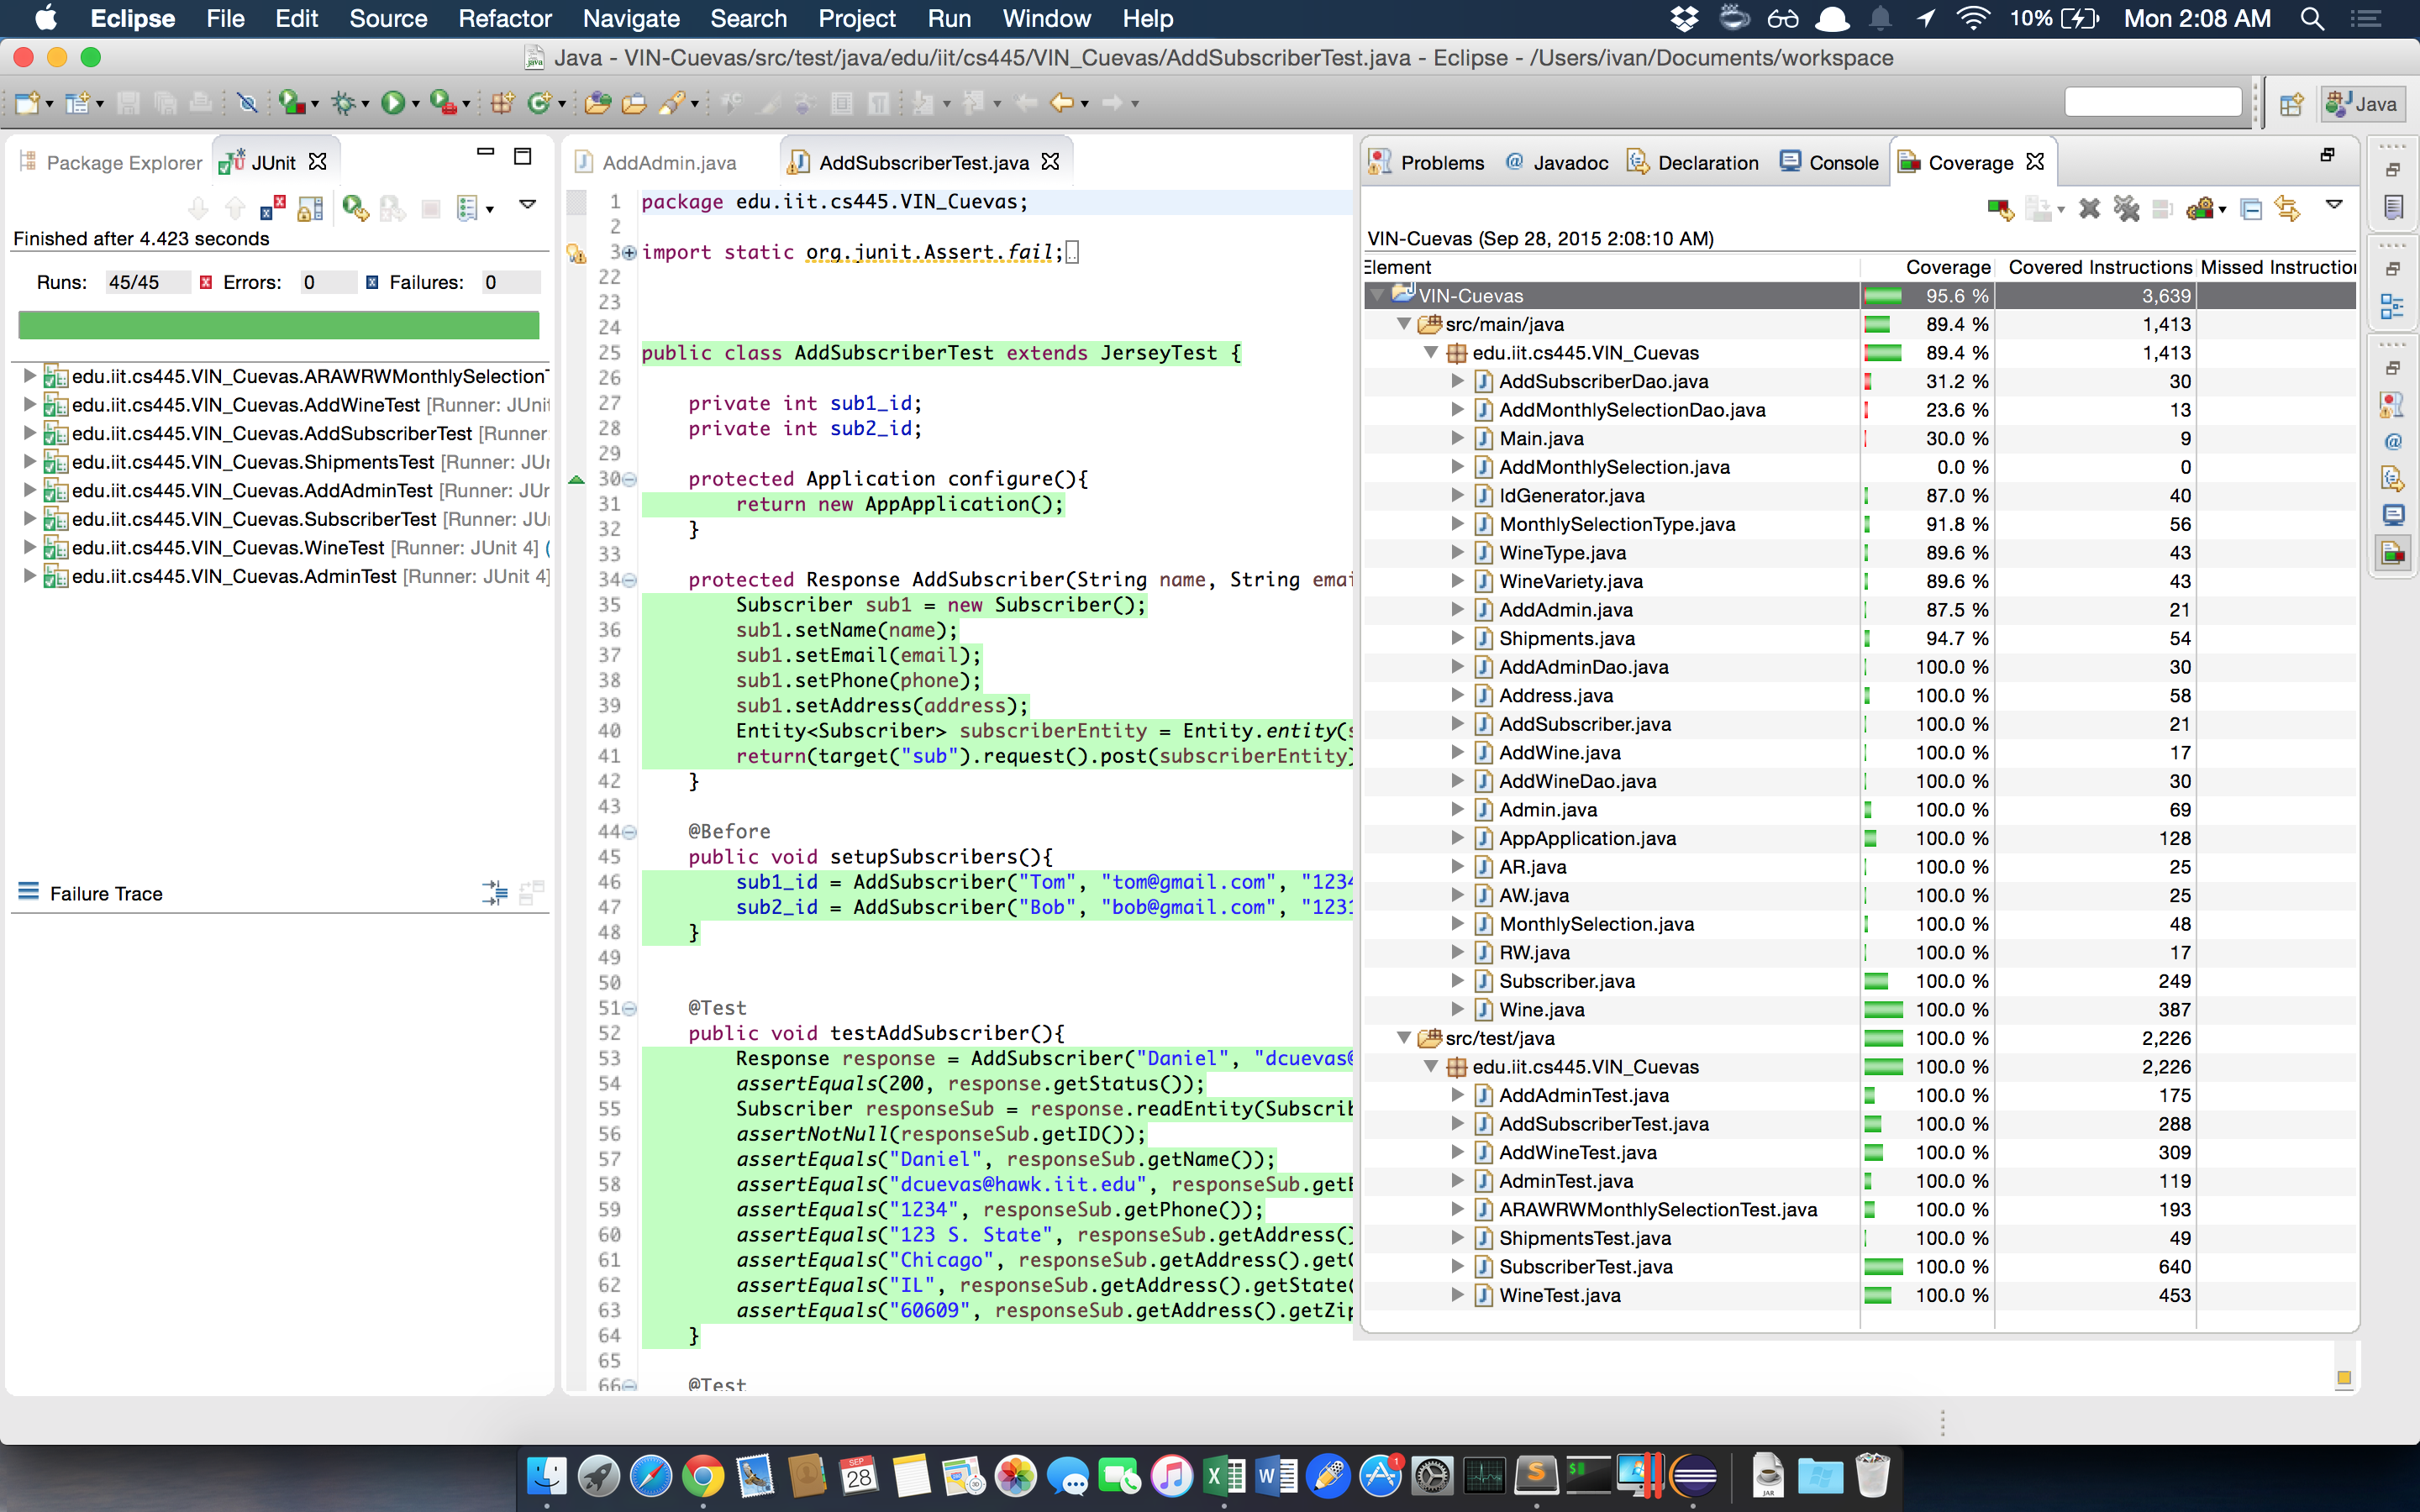 Eclipse File Edit Source Refactor Navigate Search Project Run Window Help 10% Mon 2:08 AM
Java - VIN-Cuevas/src/test/java/edu/iit/cs445/VIN_Cuevas/AddSubscriberTest.java - Eclipse - /Users/ivan/Documents/workspace
Java
Package Explorer JUnit
Finished after 4.423 seconds
Runs: 45/45 Errors: 0 Failures: 0
edu.iit.cs445.VIN_Cuevas.ARAWRWMonthlySelection
edu.iit.cs445.VIN_Cuevas.AddWineTest [Runner: JUnit
edu.iit.cs445.VIN_Cuevas.AddSubscriberTest [Runner:
edu.iit.cs445.VIN_Cuevas.ShipmentsTest [Runner: JUn
edu.iit.cs445.VIN_Cuevas.AddAdminTest [Runner: JUn
edu.iit.cs445.VIN_Cuevas.SubscriberTest [Runner: JUn
edu.iit.cs445.VIN_Cuevas.WineTest [Runner: JUnit 4] (
edu.iit.cs445.VIN_Cuevas.AdminTest [Runner: JUnit 4]
Failure Trace
AddAdmin.java AddSubscriberTest.java
1 package edu.iit.cs445.VIN_Cuevas;
2
3 import static org.junit.Assert.fail;
22
23
24
25 public class AddSubscriberTest extends JerseyTest {
26
27 private int sub1_id;
28 private int sub2_id;
29
30 protected Application configure(){
31 return new AppApplication();
32 }
33
34 protected Response AddSubscriber(String name, String emai
35 Subscriber sub1 = new Subscriber();
36 sub1.setName(name);
37 sub1.setEmail(email);
38 sub1.setPhone(phone);
39 sub1.setAddress(address);
40 Entity<Subscriber> subscriberEntity = Entity.entity(s
41 return(target("sub").request().post(subscriberEntity)
42 }
43
44 @Before
45 public void setupSubscribers(){
46 sub1_id = AddSubscriber("Tom", "tom@gmail.com", "1234
47 sub2_id = AddSubscriber("Bob", "bob@gmail.com", "1231
48 }
49
50
51 @Test
52 public void testAddSubscriber(){
53 Response response = AddSubscriber("Daniel", "dcuevas@
54 assertEquals(200, response.getStatus());
55 Subscriber responseSub = response.readEntity(Subscrib
56 assertNotNull(responseSub.getID());
57 assertEquals("Daniel", responseSub.getName());
58 assertEquals("dcuevas@hawk.iit.edu", responseSub.getE
59 assertEquals("1234", responseSub.getPhone());
60 assertEquals("123 S. State", responseSub.getAddress()
61 assertEquals("Chicago", responseSub.getAddress().getC
62 assertEquals("IL", responseSub.getAddress().getState(
63 assertEquals("60609", responseSub.getAddress().getZip
64 }
65
66 @Test
Problems Javadoc Declaration Console Coverage
VIN-Cuevas (Sep 28, 2015 2:08:10 AM)
Element Coverage Covered Instructions Missed Instructio
VIN-Cuevas 95.6 % 3,639
src/main/java 89.4 % 1,413
edu.iit.cs445.VIN_Cuevas 89.4 % 1,413
AddSubscriberDao.java 31.2 % 30
AddMonthlySelectionDao.java 23.6 % 13
Main.java 30.0 % 9
AddMonthlySelection.java 0.0 % 0
IdGenerator.java 87.0 % 40
MonthlySelectionType.java 91.8 % 56
WineType.java 89.6 % 43
WineVariety.java 89.6 % 43
AddAdmin.java 87.5 % 21
Shipments.java 94.7 % 54
AddAdminDao.java 100.0 % 30
Address.java 100.0 % 58
AddSubscriber.java 100.0 % 21
AddWine.java 100.0 % 17
AddWineDao.java 100.0 % 30
Admin.java 100.0 % 69
AppApplication.java 100.0 % 128
AR.java 100.0 % 25
AW.java 100.0 % 25
MonthlySelection.java 100.0 % 48
RW.java 100.0 % 17
Subscriber.java 100.0 % 249
Wine.java 100.0 % 387
src/test/java 100.0 % 2,226
edu.iit.cs445.VIN_Cuevas 100.0 % 2,226
AddAdminTest.java 100.0 % 175
AddSubscriberTest.java 100.0 % 288
AddWineTest.java 100.0 % 309
AdminTest.java 100.0 % 119
ARAWRWMonthlySelectionTest.java 100.0 % 193
ShipmentsTest.java 100.0 % 49
SubscriberTest.java 100.0 % 640
WineTest.java 100.0 % 453
SEP
28
1
JAR